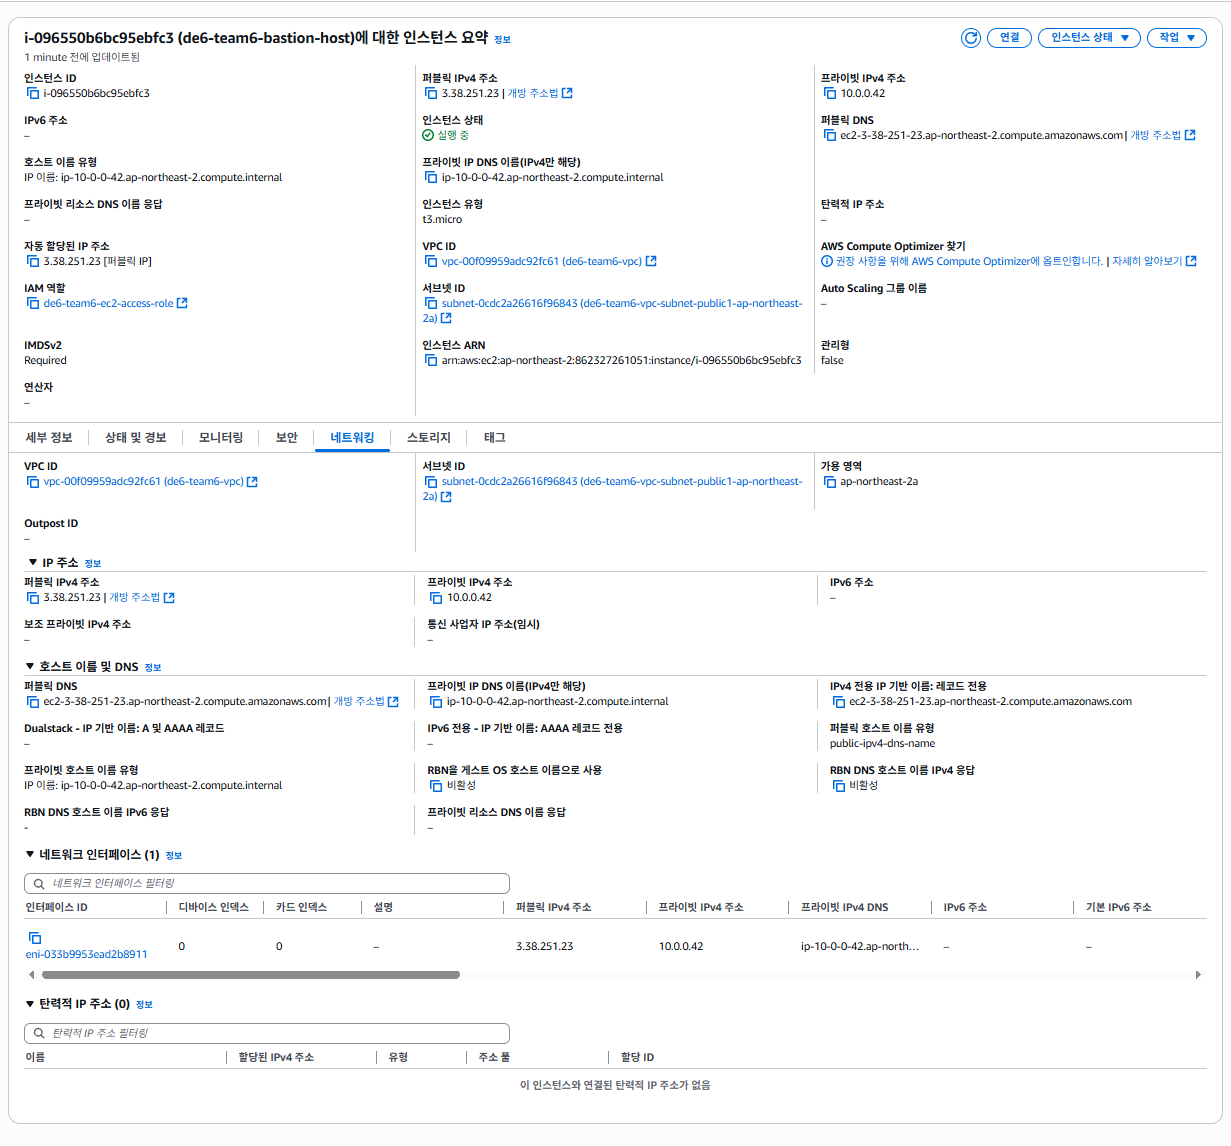 i-096550b6bc95ebfc3 (de6-team6-bastion-host)에 대한 인스턴스 요약 정보
연결
인스턴스 상태
작업
1 minute 전에 업데이트됨
인스턴스 ID
i-096550b6bc95ebfc3
퍼블릭 IPv4 주소
3.38.251.23 | 개방 주소법
프라이빗 IPv4 주소
10.0.0.42
IPv6 주소
–
인스턴스 상태
실행 중
퍼블릭 DNS
ec2-3-38-251-23.ap-northeast-2.compute.amazonaws.com | 개방 주소법
호스트 이름 유형
IP 이름: ip-10-0-0-42.ap-northeast-2.compute.internal
프라이빗 IP DNS 이름(IPv4만 해당)
ip-10-0-0-42.ap-northeast-2.compute.internal
프라이빗 리소스 DNS 이름 응답
–
인스턴스 유형
t3.micro
탄력적 IP 주소
–
자동 할당된 IP 주소
3.38.251.23 [퍼블릭 IP]
VPC ID
vpc-00f09959adc92fc61 (de6-team6-vpc)
AWS Compute Optimizer 찾기
권장 사항을 위해 AWS Compute Optimizer에 옵트인합니다. | 자세히 알아보기
IAM 역할
de6-team6-ec2-access-role
서브넷 ID
subnet-0cdc2a26616f96843 (de6-team6-vpc-subnet-public1-ap-northeast-
2a)
Auto Scaling 그룹 이름
–
IMDSv2
Required
인스턴스 ARN
arn:aws:ec2:ap-northeast-2:862327261051:instance/i-096550b6bc95ebfc3
관리형
false
연산자
–
세부 정보
상태 및 경보
모니터링
보안
네트워킹
스토리지
태그
VPC ID
vpc-00f09959adc92fc61 (de6-team6-vpc)
서브넷 ID
subnet-0cdc2a26616f96843 (de6-team6-vpc-subnet-public1-ap-northeast-
2a)
가용 영역
ap-northeast-2a
Outpost ID
–
IP 주소 정보
퍼블릭 IPv4 주소
3.38.251.23 | 개방 주소법
프라이빗 IPv4 주소
10.0.0.42
IPv6 주소
–
보조 프라이빗 IPv4 주소
–
통신 사업자 IP 주소(임시)
–
호스트 이름 및 DNS 정보
퍼블릭 DNS
ec2-3-38-251-23.ap-northeast-2.compute.amazonaws.com | 개방 주소법
프라이빗 IP DNS 이름(IPv4만 해당)
ip-10-0-0-42.ap-northeast-2.compute.internal
IPv4 전용 IP 기반 이름: 레코드 전용
ec2-3-38-251-23.ap-northeast-2.compute.amazonaws.com
Dualstack - IP 기반 이름: A 및 AAAA 레코드
–
IPv6 전용 - IP 기반 이름: AAAA 레코드 전용
–
퍼블릭 호스트 이름 유형
public-ipv4-dns-name
프라이빗 호스트 이름 유형
IP 이름: ip-10-0-0-42.ap-northeast-2.compute.internal
RBN을 게스트 OS 호스트 이름으로 사용
비활성
RBN DNS 호스트 이름 IPv4 응답
비활성
RBN DNS 호스트 이름 IPv6 응답
-
프라이빗 리소스 DNS 이름 응답
–
네트워크 인터페이스 (1) 정보
네트워크 인터페이스 필터링
인터페이스 ID
디바이스 인덱스
카드 인덱스
설명
퍼블릭 IPv4 주소
프라이빗 IPv4 주소
프라이빗 IPv4 DNS
IPv6 주소
기본 IPv6 주소
eni-033b9953ead2b8911
0
0
–
3.38.251.23
10.0.0.42
ip-10-0-0-42.ap-north...
–
–
탄력적 IP 주소 (0) 정보
탄력적 IP 주소 필터링
이름
할당된 IPv4 주소
유형
주소 풀
할당 ID
이 인스턴스와 연결된 탄력적 IP 주소가 없음